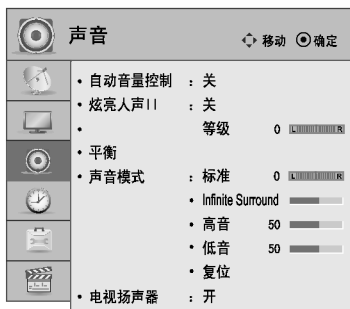 声音 移动 确定
• 自动音量控制 : 关
• 炫亮人声II : 关
• 等级 0 L R
• 平衡
• 声音模式 : 标准 0 L R
• Infinite Surround
• 高音 50
• 低音 50
• 复位
• 电视扬声器 : 开